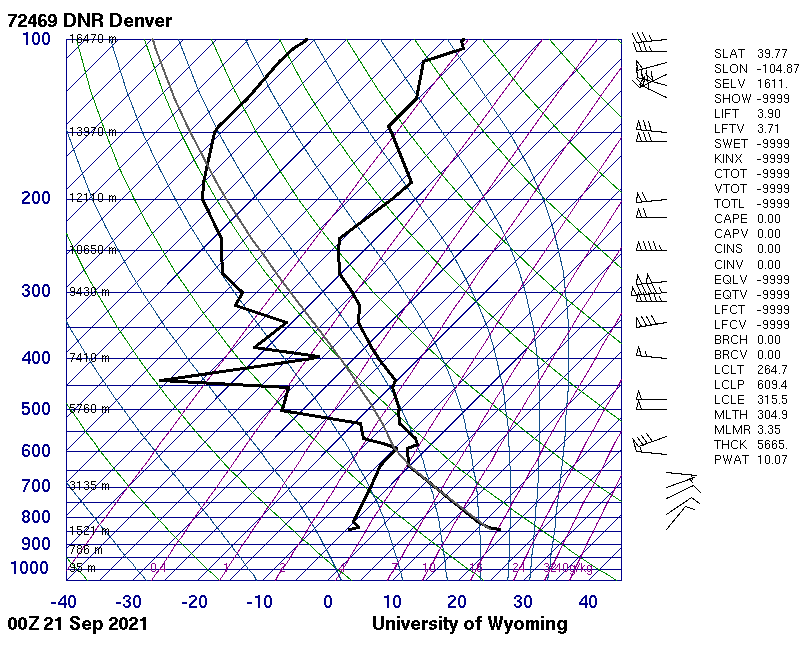 72469 DNR Denver
100 16470 m
13970 m
200 12110 m
10650 m
300 9430 m
400 7410 m
500 5760 m
600
700 3135 m
800
1521 m
900
786 m
1000 95 m
0.1 1 2 4 7 10 16 21 32 40g/kg
-40 -30 -20 -10 0 10 20 30 40
00Z 21 Sep 2021 University of Wyoming
SLAT 39.77
SLON -104.87
SELV 1611.
SHOW -9999
LIFT 3.90
LFTV 3.71
SWET -9999
KINX -9999
CTOT -9999
VTOT -9999
TOTL -9999
CAPE 0.00
CAPV 0.00
CINS 0.00
CINV 0.00
EQLV -9999
EQTV -9999
LFCT -9999
LFCV -9999
BRCH 0.00
BRCV 0.00
LCLT 264.7
LCLP 609.4
LCLE 315.5
MLTH 304.9
MLMR 3.35
THCK 5665.
PWAT 10.07